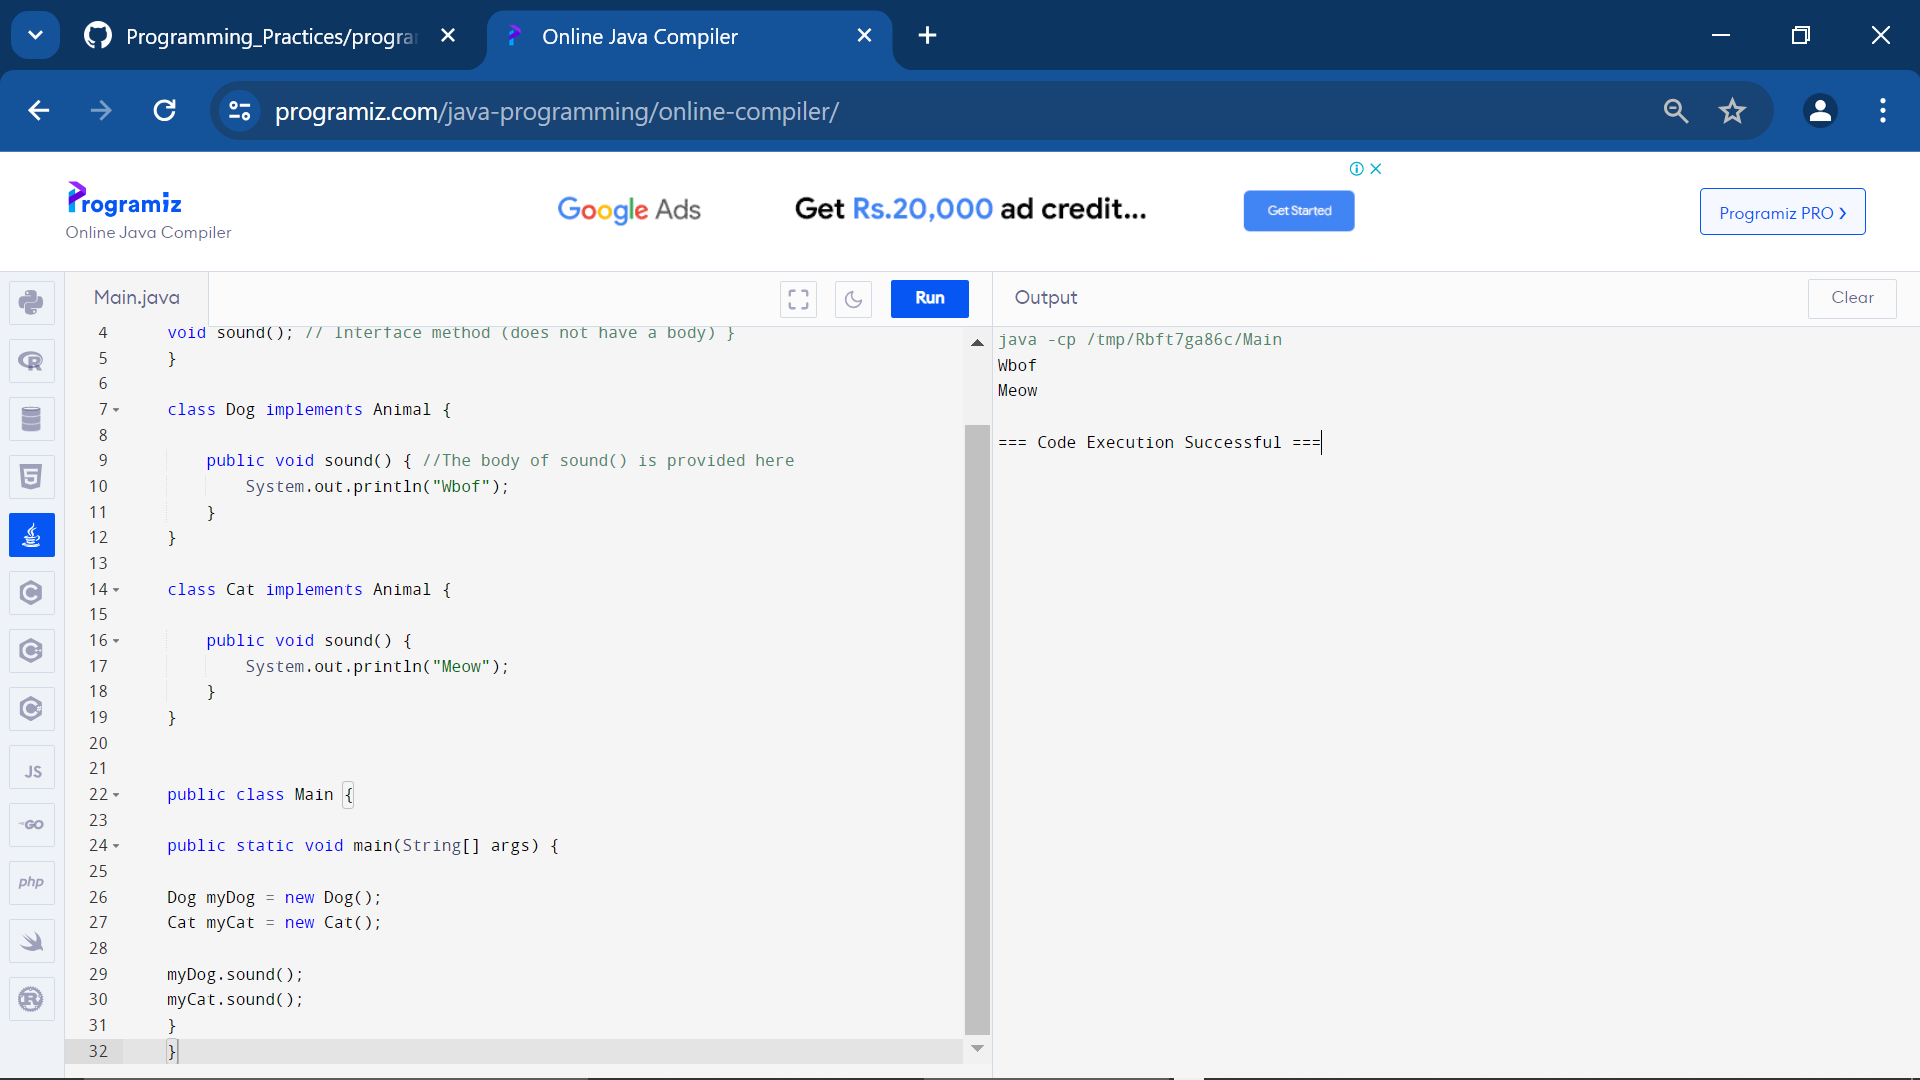 Programming_Practices/progra
Online Java Compiler
programiz.com/java-programming/online-compiler/
Programiz
Online Java Compiler
Google Ads
Get Rs.20,000 ad credit...
Get Started
Programiz PRO ›
Main.java
Run
Output
Clear
4 void sound(); // Interface method (does not have a body) }
5 }
6
7 class Dog implements Animal {
8
9 public void sound() { //The body of sound() is provided here
10 System.out.println("Wbof");
11 }
12 }
13
14 class Cat implements Animal {
15
16 public void sound() {
17 System.out.println("Meow");
18 }
19 }
20
21
22 public class Main {
23
24 public static void main(String[] args) {
25
26 Dog myDog = new Dog();
27 Cat myCat = new Cat();
28
29 myDog.sound();
30 myCat.sound();
31 }
32 }
java -cp /tmp/Rbft7ga86c/Main
Wbof
Meow
=== Code Execution Successful ===
R
5
C
C
C
JS
GO
php
R